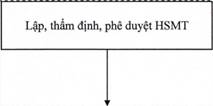 Lập, thẩm định, phê duyệt HSMT